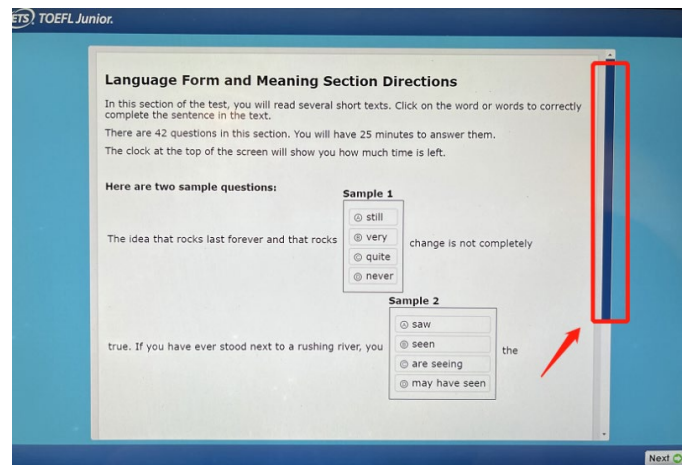 ETS TOEFL Junior.
Language Form and Meaning Section Directions
In this section of the test, you will read several short texts. Click on the word or words to correctly
complete the sentence in the text.
There are 42 questions in this section. You will have 25 minutes to answer them.
The clock at the top of the screen will show you how much time is left.
Here are two sample questions:
Sample 1
The idea that rocks last forever and that rocks
A still
B very
C quite
D never
change is not completely
Sample 2
true. If you have ever stood next to a rushing river, you
A saw
B seen
C are seeing
D may have seen
the
Next